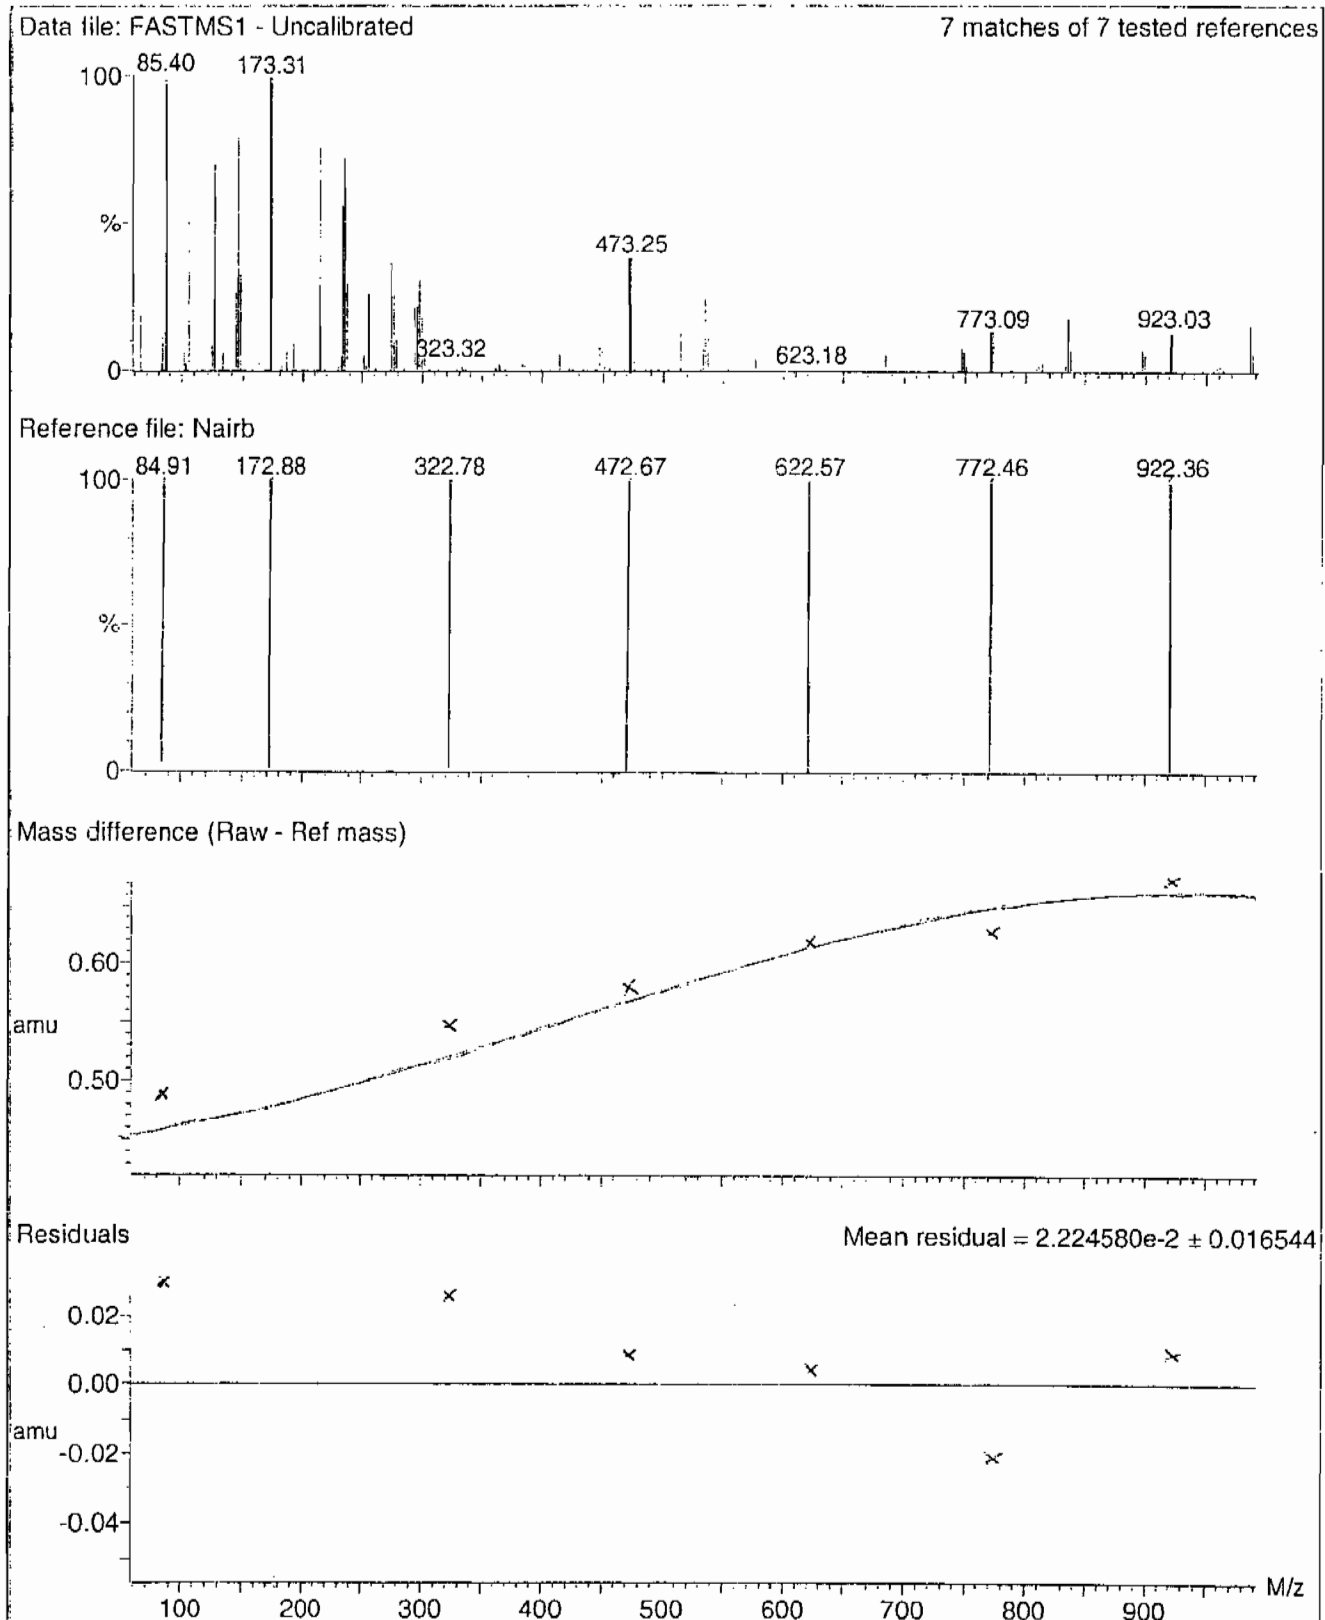 Data file: FASTMS1 - Uncalibrated 7 matches of 7 tested references
85.40 173.31
100
%
473.25
773.09 923.03
323.32 623.18
0
Reference file: Nairb
84.91 172.88 322.78 472.67 622.57 772.46 922.36
100
%
0
Mass difference (Raw - Ref mass)
0.60
amu
0.50
Residuals Mean residual = 2.224580e-2 ± 0.016544
0.02
0.00
amu
-0.02
-0.04
M/z
100 200 300 400 500 600 700 800 900